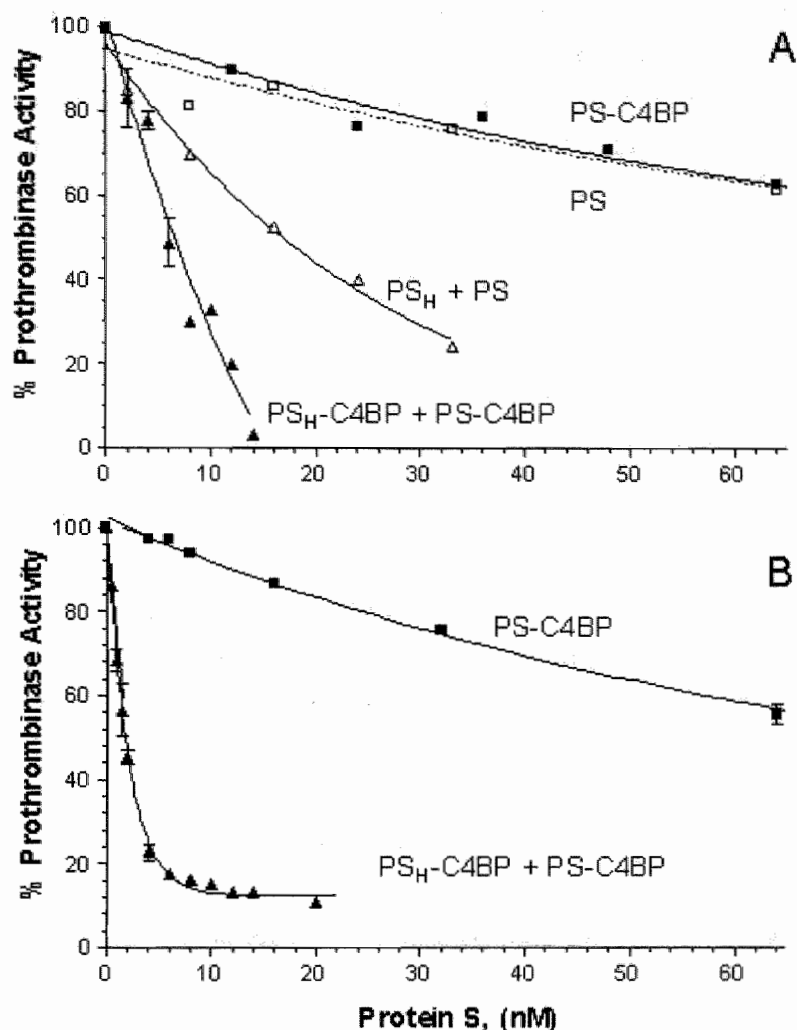 A
% Prothrombinase Activity
100
80
60
40
20
0
PS-C4BP
PS
PSH + PS
PSH-C4BP + PS-C4BP
0 10 20 30 40 50 60
B
% Prothrombinase Activity
100
80
60
40
20
0
PS-C4BP
PSH-C4BP + PS-C4BP
0 10 20 30 40 50 60
Protein S, (nM)